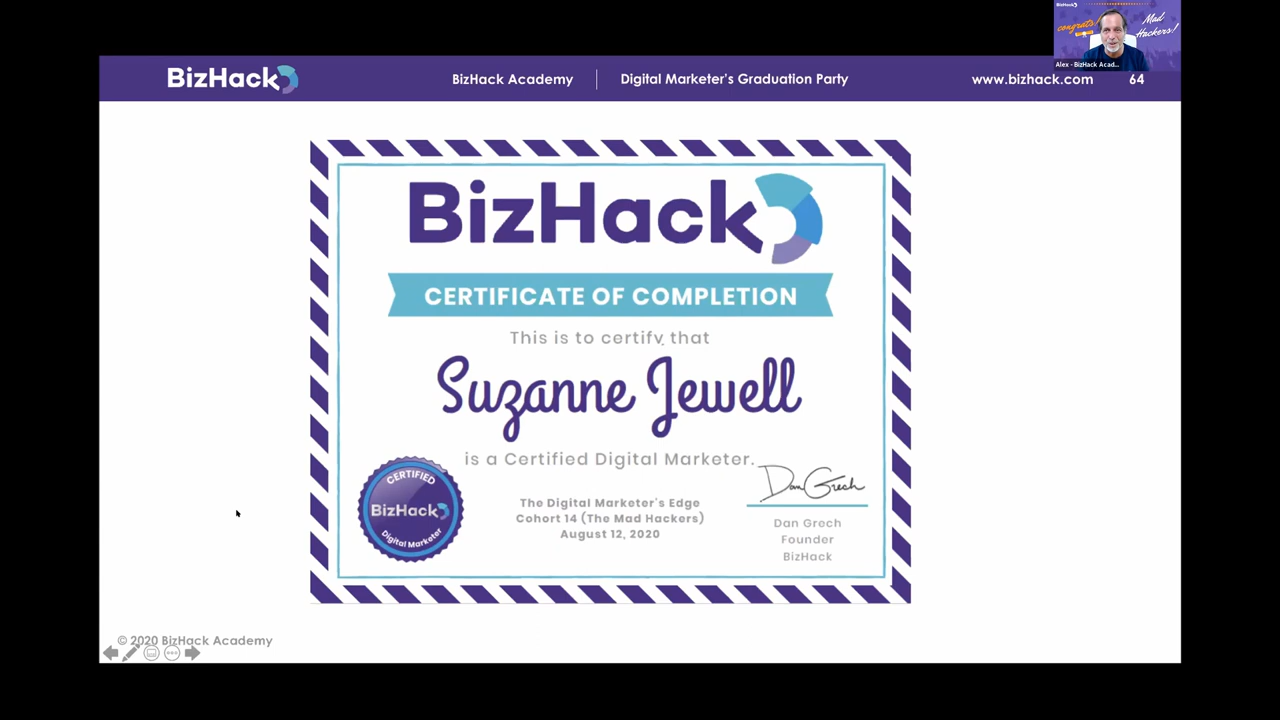 BizHack
congrats!
Mad
Hackers!
Alex - BizHack Acad...
BizHack
BizHack Academy
Digital Marketer's Graduation Party
www.bizhack.com
64
BizHack
CERTIFICATE OF COMPLETION
This is to certify that
Suzanne Jewell
is a Certified Digital Marketer.
CERTIFIED
BizHack
Digital Marketer
The Digital Marketer's Edge
Cohort 14 (The Mad Hackers)
August 12, 2020
Dan Grech
Dan Grech
Founder
BizHack
© 2020 BizHack Academy